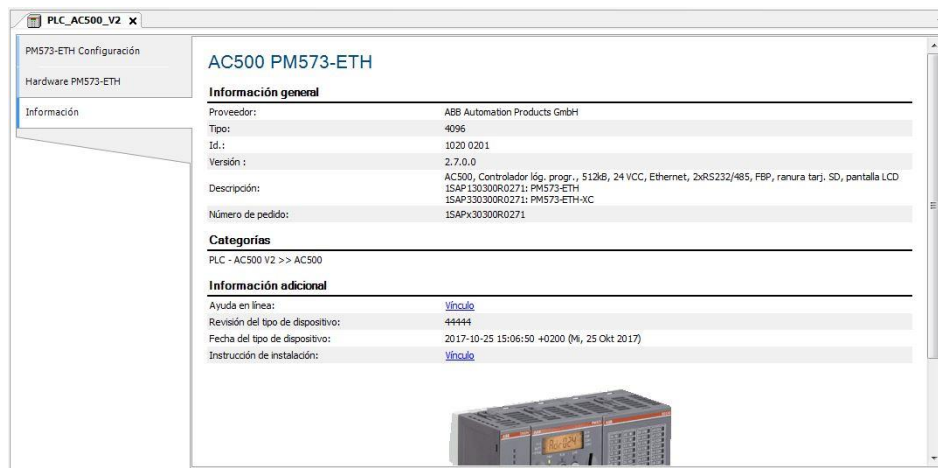 PLC_AC500_V2
PM573-ETH Configuración
Hardware PM573-ETH
Información
AC500 PM573-ETH
Información general
Proveedor: ABB Automation Products GmbH
Tipo: 4096
Id.: 1020 0201
Versión : 2.7.0.0
Descripción: AC500, Controlador lóg. progr., 512kB, 24 VCC, Ethernet, 2xRS232/485, FBP, ranura tarj. SD, pantalla LCD
1SAP130300R0271: PM573-ETH
1SAP330300R0271: PM573-ETH-XC
Número de pedido: 1SAPx30300R0271
Categorías
PLC - AC500 V2 >> AC500
Información adicional
Ayuda en línea: Vínculo
Revisión del tipo de dispositivo: 44444
Fecha del tipo de dispositivo: 2017-10-25 15:06:50 +0200 (Mi, 25 Okt 2017)
Instrucción de instalación: Vínculo